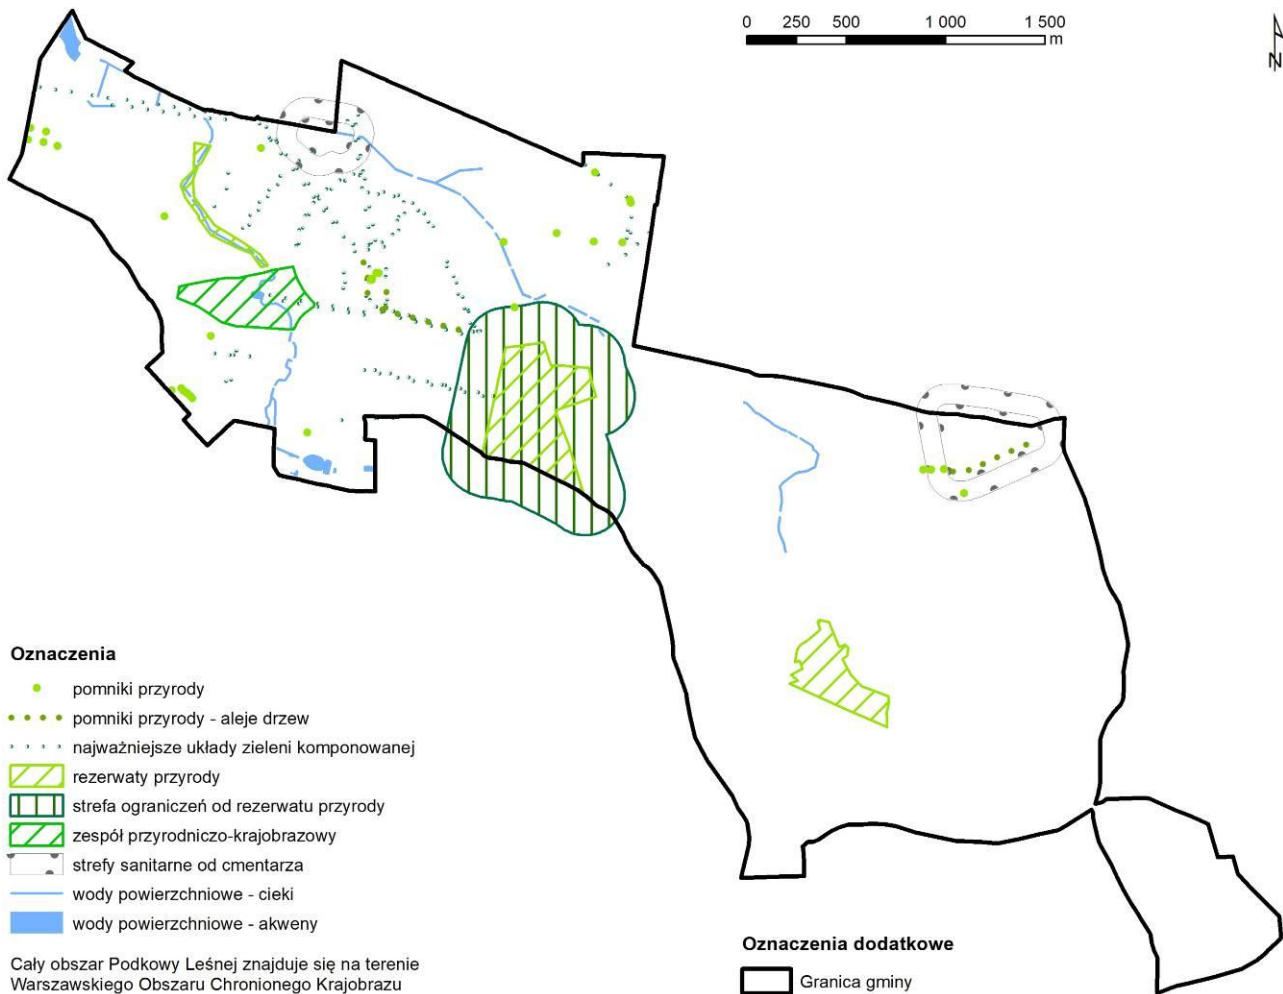 0 250 500 1 000 1 500
m
N
Oznaczenia
pomniki przyrody
pomniki przyrody - aleje drzew
najważniejsze układy zieleni komponowanej
rezerwaty przyrody
strefa ograniczeń od rezerwatu przyrody
zespół przyrodniczo-krajobrazowy
strefy sanitarne od cmentarza
wody powierzchniowe - cieki
wody powierzchniowe - akweny
Cały obszar Podkowy Leśnej znajduje się na terenie
Warszawskiego Obszaru Chronionego Krajobrazu
Oznaczenia dodatkowe
Granica gminy